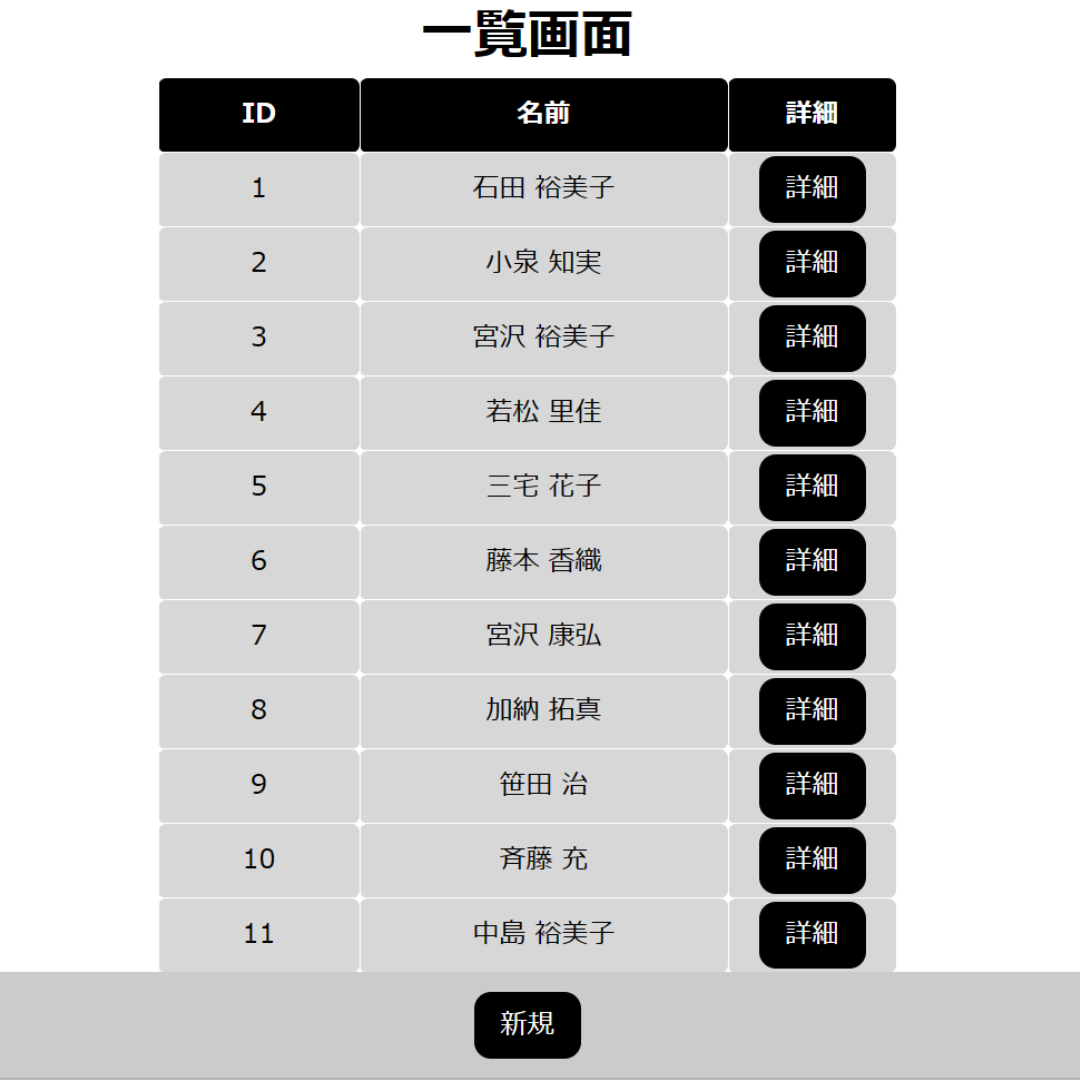 一覧画面
ID 名前 詳細
1 石田 裕美子 詳細
2 小泉 知実 詳細
3 宮沢 裕美子 詳細
4 若松 里佳 詳細
5 三宅 花子 詳細
6 藤本 香織 詳細
7 宮沢 康弘 詳細
8 加納 拓真 詳細
9 笹田 治 詳細
10 斉藤 充 詳細
11 中島 裕美子 詳細
新規